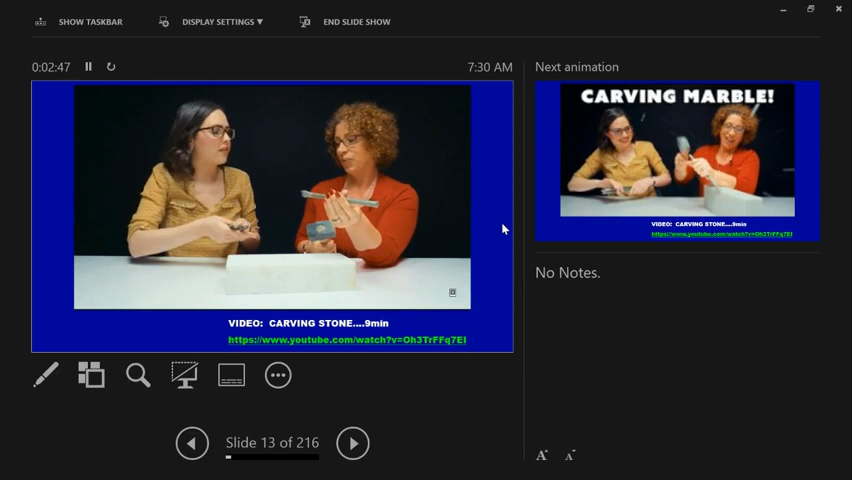 SHOW TASKBAR
DISPLAY SETTINGS ▼
END SLIDE SHOW
0:02:47
7:30 AM
Next animation
VIDEO: CARVING STONE....9min
https://www.youtube.com/watch?v=Oh3TrFFq7EI
CARVING MARBLE!
VIDEO: CARVING STONE....9min
https://www.youtube.com/watch?v=Oh3TrFFq7EI
No Notes.
Slide 13 of 216
A
A